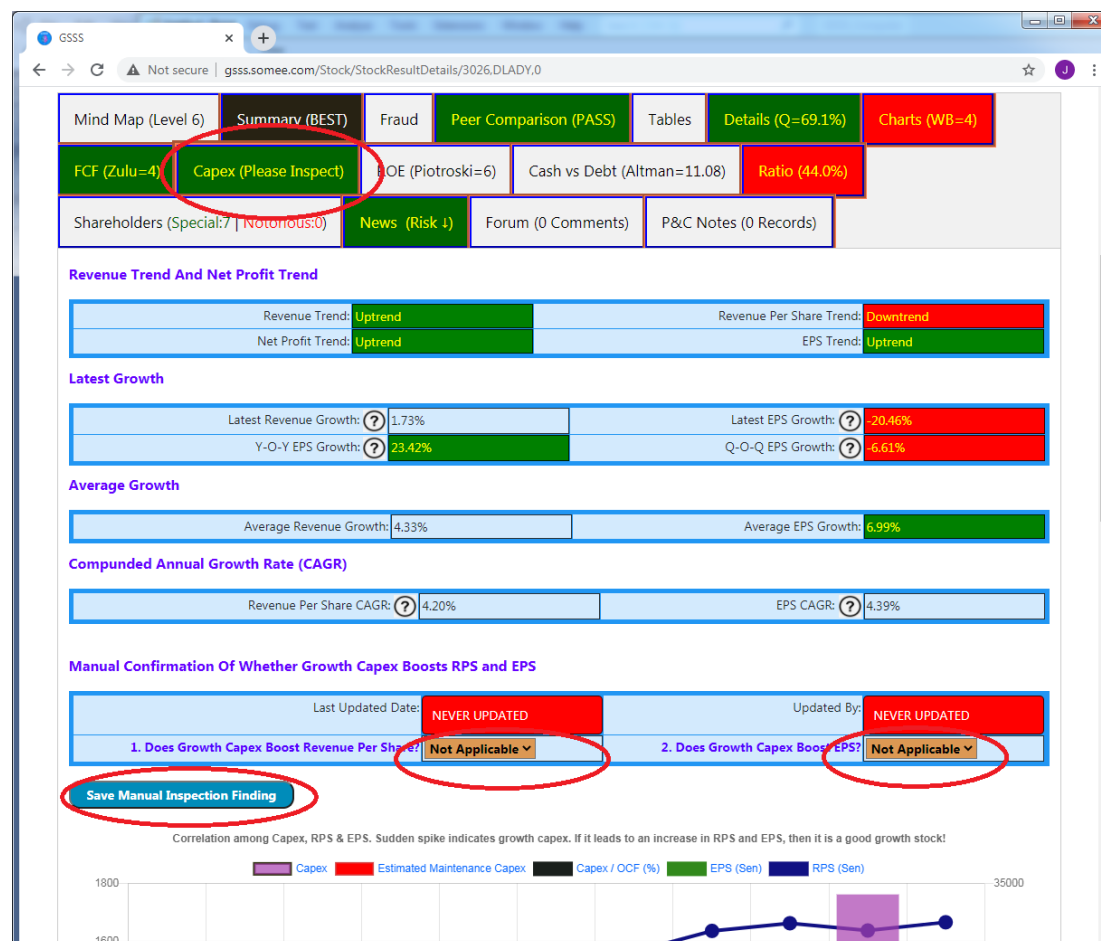 GSSS
Not secure | gsss.somee.com/Stock/StockResultDetails/3026,DLADY,0
J
Mind Map (Level 6) Summary (BEST) Fraud Peer Comparison (PASS) Tables Details (Q=69.1%) Charts (WB=4)
FCF (Zulu=4) Capex (Please Inspect) ROE (Piotroski=6) Cash vs Debt (Altman=11.08) Ratio (44.0%)
Shareholders (Special:7 | Notorious:0) News (Risk ↓) Forum (0 Comments) P&C Notes (0 Records)
Revenue Trend And Net Profit Trend
Revenue Trend: Uptrend Revenue Per Share Trend: Downtrend
Net Profit Trend: Uptrend EPS Trend: Uptrend
Latest Growth
Latest Revenue Growth: ? 1.73% Latest EPS Growth: ? -20.46%
Y-O-Y EPS Growth: ? 23.42% Q-O-Q EPS Growth: ? -6.61%
Average Growth
Average Revenue Growth: 4.33% Average EPS Growth: 6.99%
Compunded Annual Growth Rate (CAGR)
Revenue Per Share CAGR: ? 4.20% EPS CAGR: ? 4.39%
Manual Confirmation Of Whether Growth Capex Boosts RPS and EPS
Last Updated Date: NEVER UPDATED Updated By: NEVER UPDATED
1. Does Growth Capex Boost Revenue Per Share? Not Applicable 2. Does Growth Capex Boost EPS? Not Applicable
Save Manual Inspection Finding
Correlation among Capex, RPS & EPS. Sudden spike indicates growth capex. If it leads to an increase in RPS and EPS, then it is a good growth stock!
Capex Estimated Maintenance Capex Capex / OCF (%) EPS (Sen) RPS (Sen)
1800 35000
1600